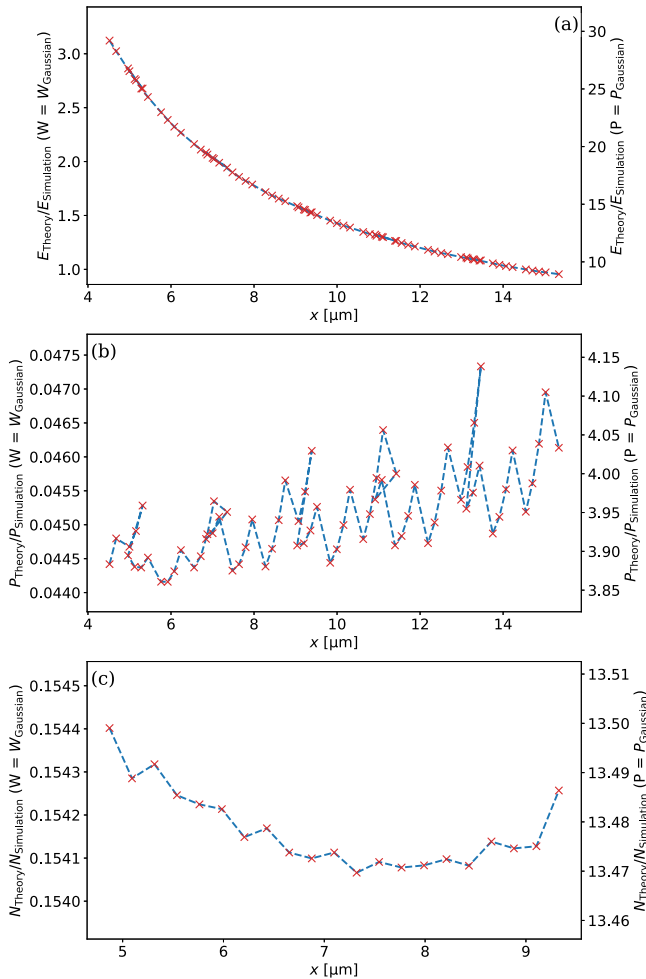 (a)
E_Theory/E_Simulation (W = W_Gaussian)
3.0
2.5
2.0
1.5
1.0
E_Theory/E_Simulation (P = P_Gaussian)
30
25
20
15
10
4 6 8 10 12 14
x [µm]
(b)
P_Theory/P_Simulation (W = W_Gaussian)
0.0475
0.0470
0.0465
0.0460
0.0455
0.0450
0.0445
0.0440
P_Theory/P_Simulation (P = P_Gaussian)
4.15
4.10
4.05
4.00
3.95
3.90
3.85
4 6 8 10 12 14
x [µm]
(c)
N_Theory/N_Simulation (W = W_Gaussian)
0.1545
0.1544
0.1543
0.1542
0.1541
0.1540
N_Theory/N_Simulation (P = P_Gaussian)
13.51
13.50
13.49
13.48
13.47
13.46
5 6 7 8 9
x [µm]